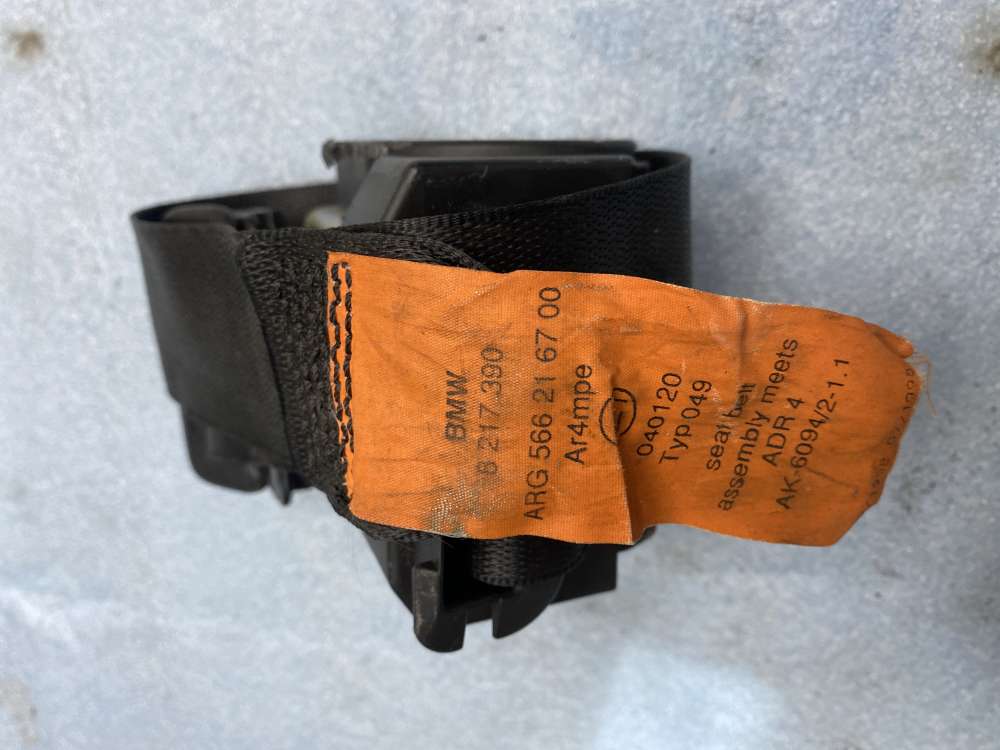 BMW
8 217 390
ARG 566 21 67 00
Ar4mpe
E1
040120
Typ 049
seat belt
assembly meets
ADR 4
AK-6094/2-1.1